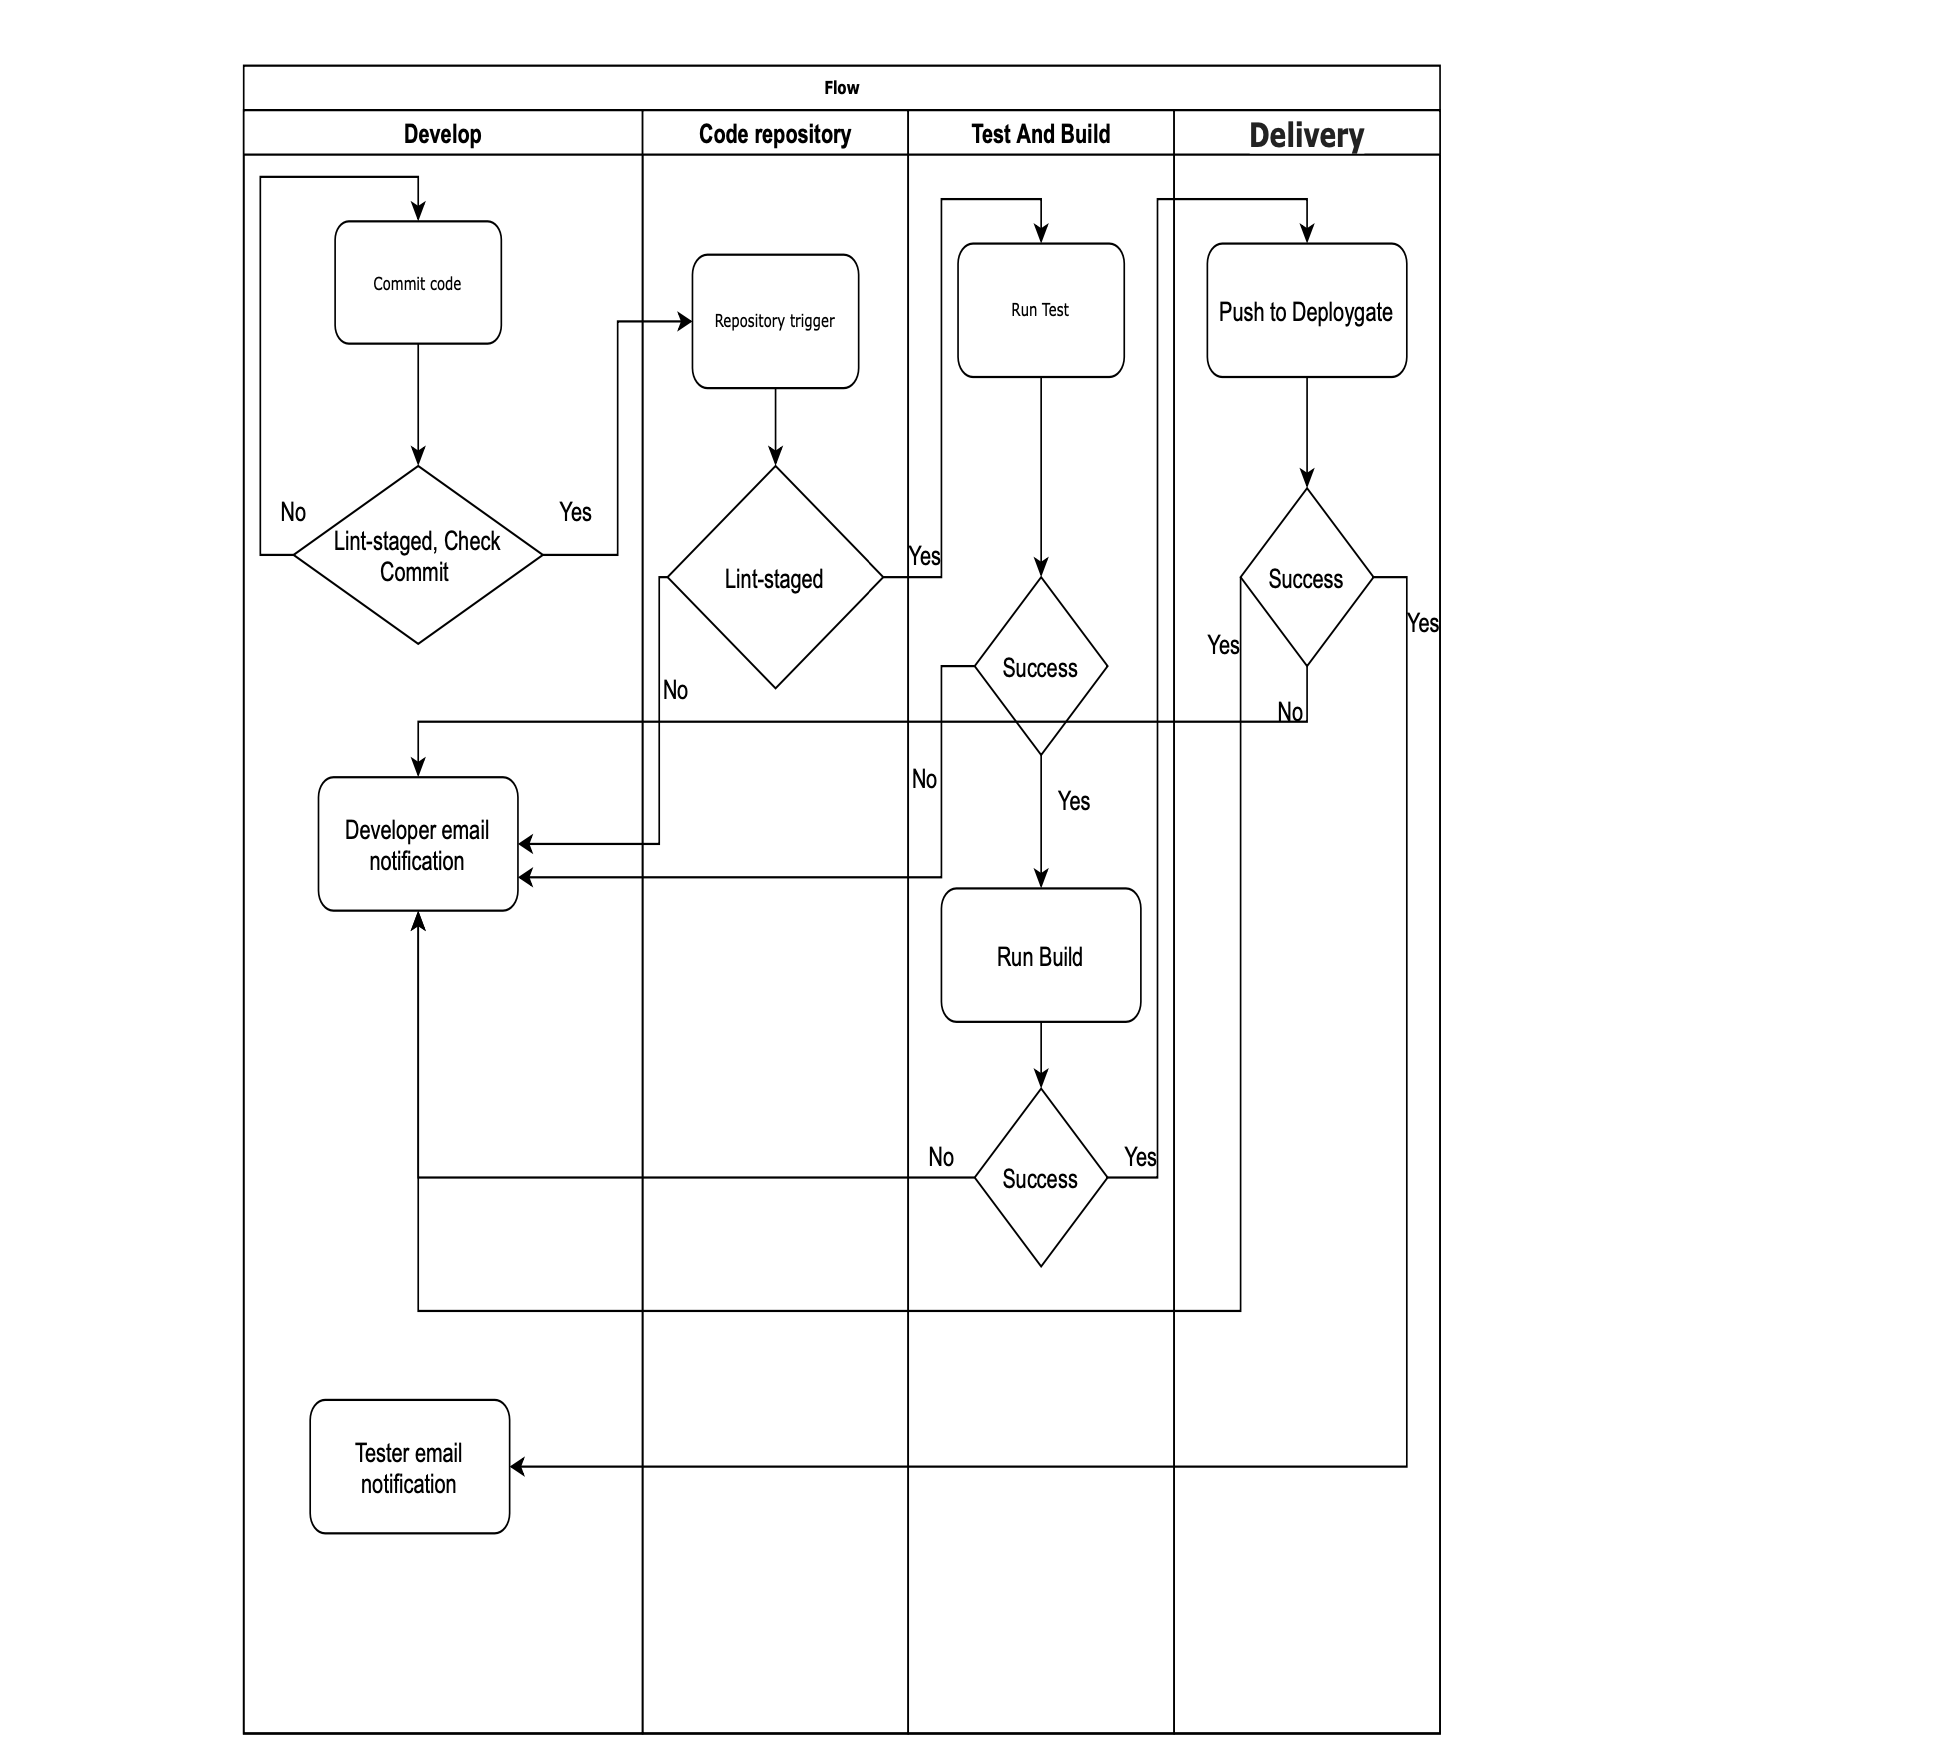 Flow
Develop
Code repository
Test And Build
Delivery
Commit code
Repository trigger
Run Test
Push to Deploygate
No
Yes
Lint-staged, Check
Commit
Lint-staged
Yes
Success
Yes
Yes
Success
No
No
No
Yes
Developer email
notification
Run Build
No
Yes
Success
Tester email
notification